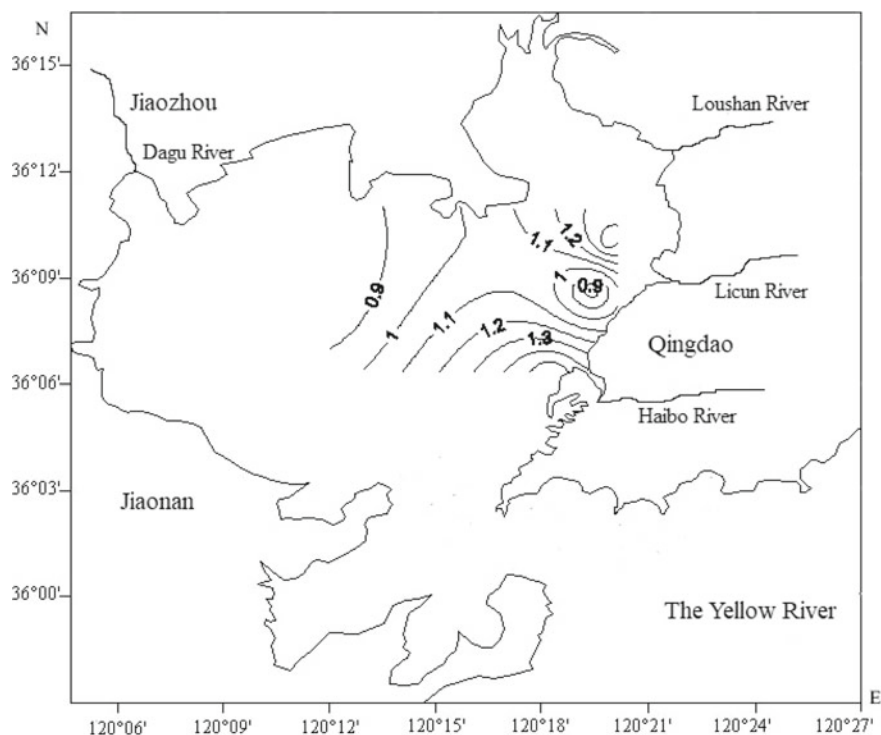 N
36°15'
Jiaozhou
Loushan River
Dagu River
36°12'
1.2
1.1
36°09'
0.9
1
0.9
Licun River
1.1
1
1.2
1.3
Qingdao
36°06'
Haibo River
36°03'
Jiaonan
36°00'
The Yellow River
E
120°06'
120°09'
120°12'
120°15'
120°18'
120°21'
120°24'
120°27'